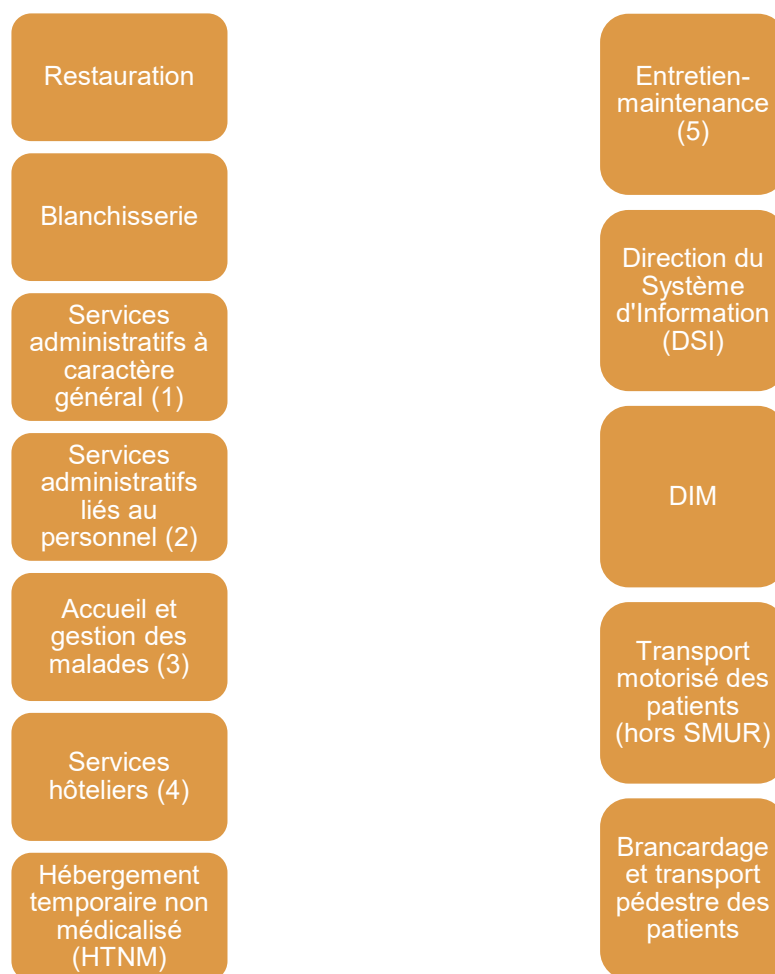 Restauration
Blanchisserie
Services
administratifs à
caractère
général (1)
Services
administratifs
liés au
personnel (2)
Accueil et
gestion des
malades (3)
Services
hôteliers (4)
Hébergement
temporaire non
médicalisé
(HTNM)
Entretien-
maintenance
(5)
Direction du
Système
d'Information
(DSI)
DIM
Transport
motorisé des
patients
(hors SMUR)
Brancardage
et transport
pédestre des
patients